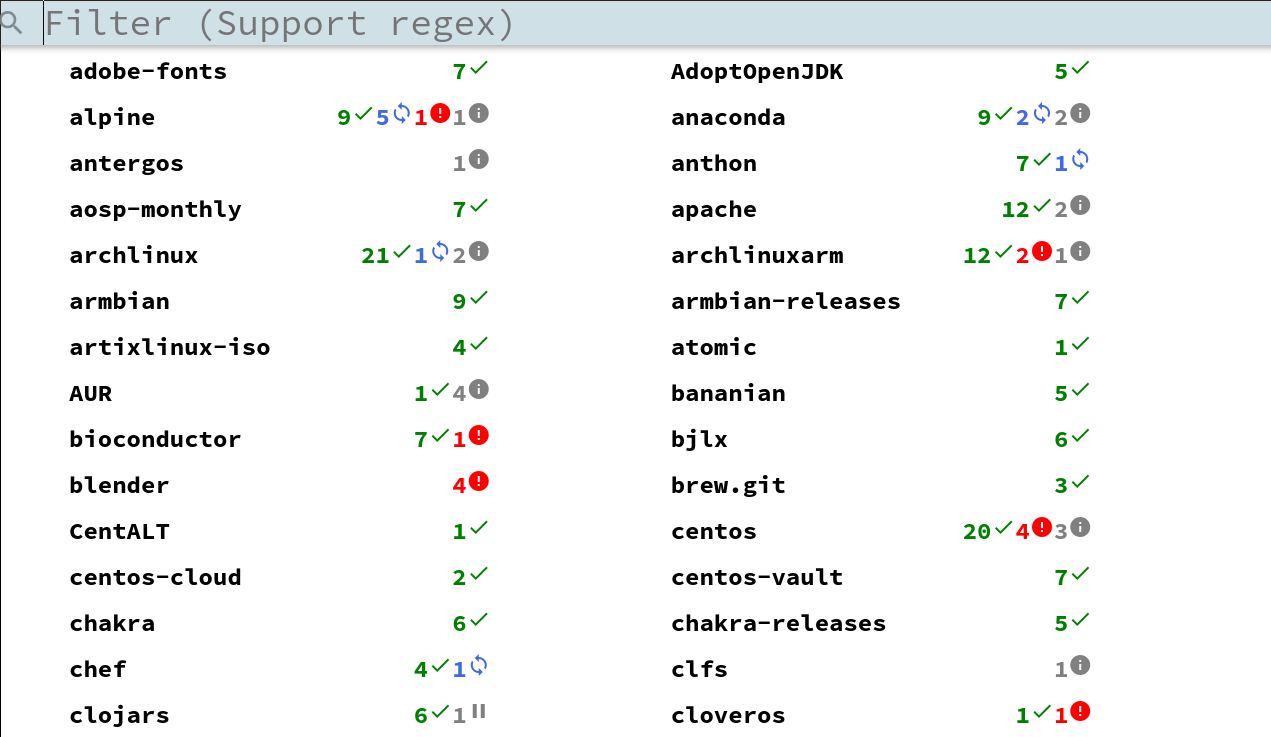 Filter (Support regex)
adobe-fonts 7 AdoptOpenJDK 5
alpine 9 5 1 1 anaconda 9 2 2
antergos 1 anthon 7 1
aosp-monthly 7 apache 12 2
archlinux 21 1 2 archlinuxarm 12 2 1
armbian 9 armbian-releases 7
artixlinux-iso 4 atomic 1
AUR 1 4 bananian 5
bioconductor 7 1 bjlx 6
blender 4 brew.git 3
CentALT 1 centos 20 4 3
centos-cloud 2 centos-vault 7
chakra 6 chakra-releases 5
chef 4 1 clfs 1
clojars 6 1 cloveros 1 1